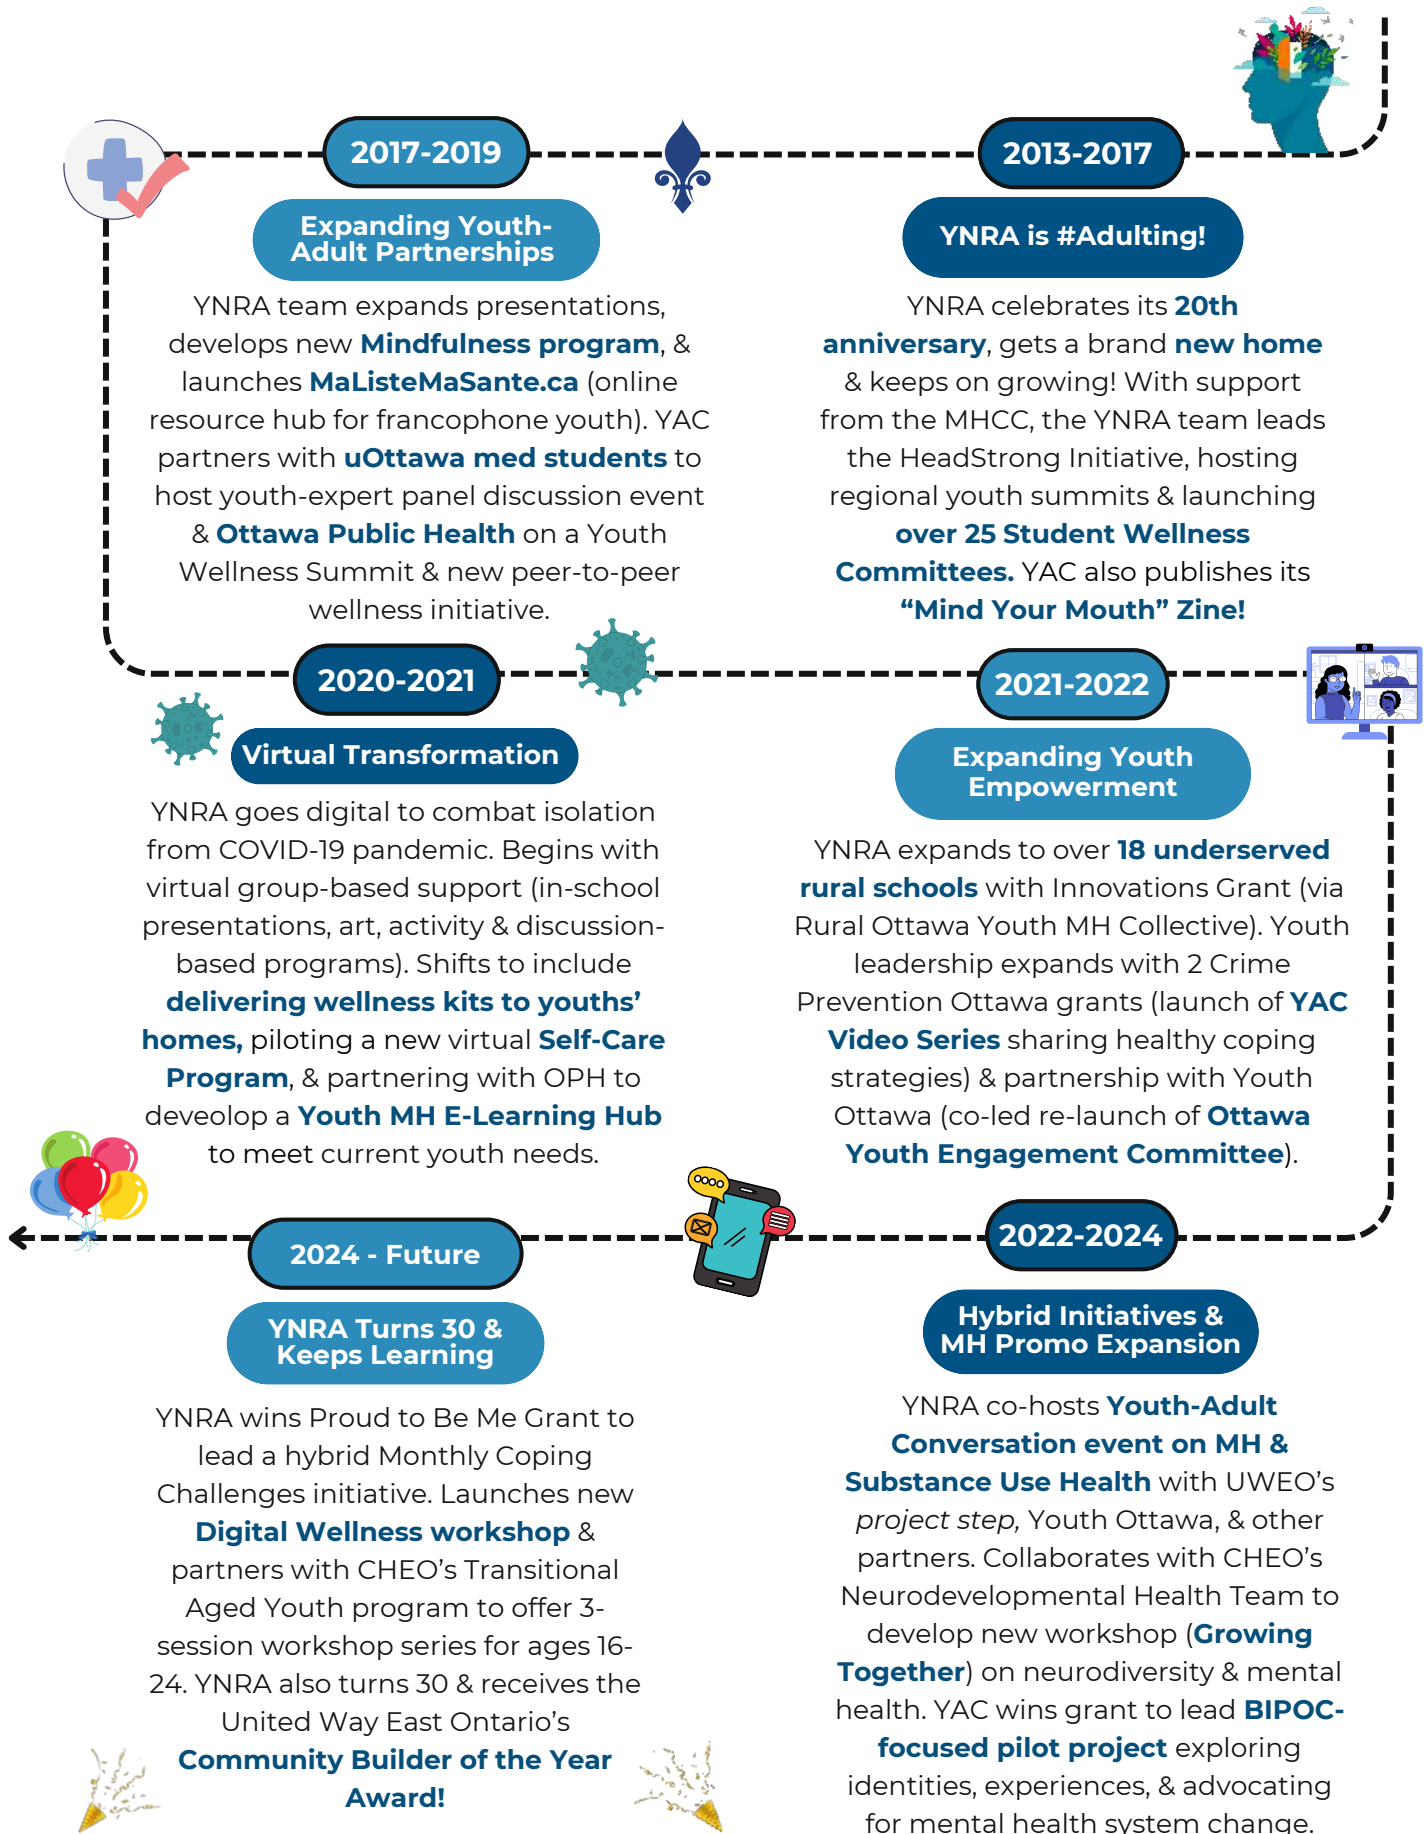 2013-2017
YNRA is #Adulting!
YNRA celebrates its 20th
anniversary, gets a brand new home
& keeps on growing! With support
from the MHCC, the YNRA team leads
the HeadStrong Initiative, hosting
regional youth summits & launching
over 25 Student Wellness
Committees. YAC also publishes its
“Mind Your Mouth” Zine!
2017-2019
Expanding Youth-
Adult Partnerships
YNRA team expands presentations,
develops new Mindfulness program, &
launches MaListeMaSante.ca (online
resource hub for francophone youth). YAC
partners with uOttawa med students to
host youth-expert panel discussion event
& Ottawa Public Health on a Youth
Wellness Summit & new peer-to-peer
wellness initiative.
2020-2021
Virtual Transformation
YNRA goes digital to combat isolation
from COVID-19 pandemic. Begins with
virtual group-based support (in-school
presentations, art, activity & discussion-
based programs). Shifts to include
delivering wellness kits to youths’
homes, piloting a new virtual Self-Care
Program, & partnering with OPH to
deveolop a Youth MH E-Learning Hub
to meet current youth needs.
2021-2022
Expanding Youth
Empowerment
YNRA expands to over 18 underserved
rural schools with Innovations Grant (via
Rural Ottawa Youth MH Collective). Youth
leadership expands with 2 Crime
Prevention Ottawa grants (launch of YAC
Video Series sharing healthy coping
strategies) & partnership with Youth
Ottawa (co-led re-launch of Ottawa
Youth Engagement Committee).
2022-2024
Hybrid Initiatives &
MH Promo Expansion
YNRA co-hosts Youth-Adult
Conversation event on MH &
Substance Use Health with UWEO’s
project step, Youth Ottawa, & other
partners. Collaborates with CHEO’s
Neurodevelopmental Health Team to
develop new workshop (Growing
Together) on neurodiversity & mental
health. YAC wins grant to lead BIPOC-
focused pilot project exploring
identities, experiences, & advocating
for mental health system change.
2024 - Future
YNRA Turns 30 &
Keeps Learning
YNRA wins Proud to Be Me Grant to
lead a hybrid Monthly Coping
Challenges initiative. Launches new
Digital Wellness workshop &
partners with CHEO’s Transitional
Aged Youth program to offer 3-
session workshop series for ages 16-
24. YNRA also turns 30 & receives the
United Way East Ontario’s
Community Builder of the Year
Award!